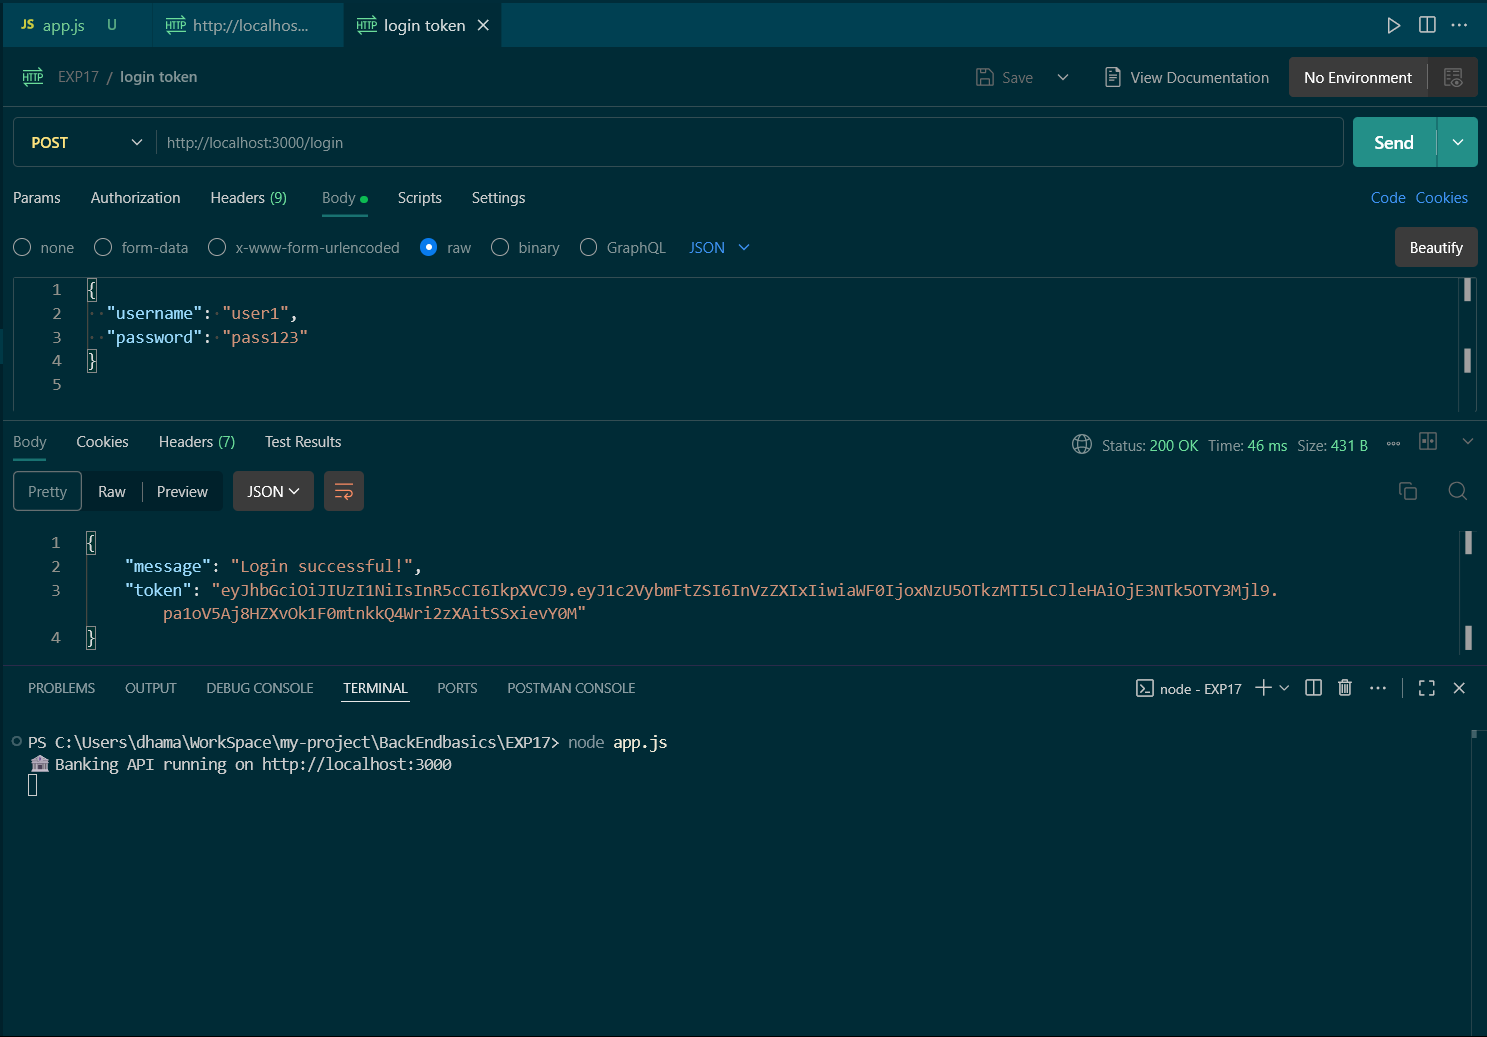 JS app.js U
HTTP http://localhos...
HTTP login token
HTTP EXP17 / login token
Save
View Documentation
No Environment
POST
http://localhost:3000/login
Send
Params Authorization Headers (9) Body Scripts Settings
Code Cookies
none form-data x-www-form-urlencoded raw binary GraphQL JSON
Beautify
1 {
2 "username": "user1",
3 "password": "pass123"
4 }
5
Body Cookies Headers (7) Test Results
Status: 200 OK Time: 46 ms Size: 431 B
Pretty Raw Preview JSON
1 {
2 "message": "Login successful!",
3 "token": "eyJhbGciOiJIUzI1NiIsInR5cCI6IkpXVCJ9.eyJ1c2VybmFtZSI6InVzZXIxIiwiaWF0IjoxNzU5OTkzMTI5LCJleHAiOjE3NTk5OTY3Mjl9.
pa1oV5Aj8HZXvOk1F0mtnkkQ4Wri2zXAitSSxievY0M"
4 }
PROBLEMS OUTPUT DEBUG CONSOLE TERMINAL PORTS POSTMAN CONSOLE
node - EXP17
PS C:\Users\dhama\WorkSpace\my-project\BackEndbasics\EXP17> node app.js
Banking API running on http://localhost:3000